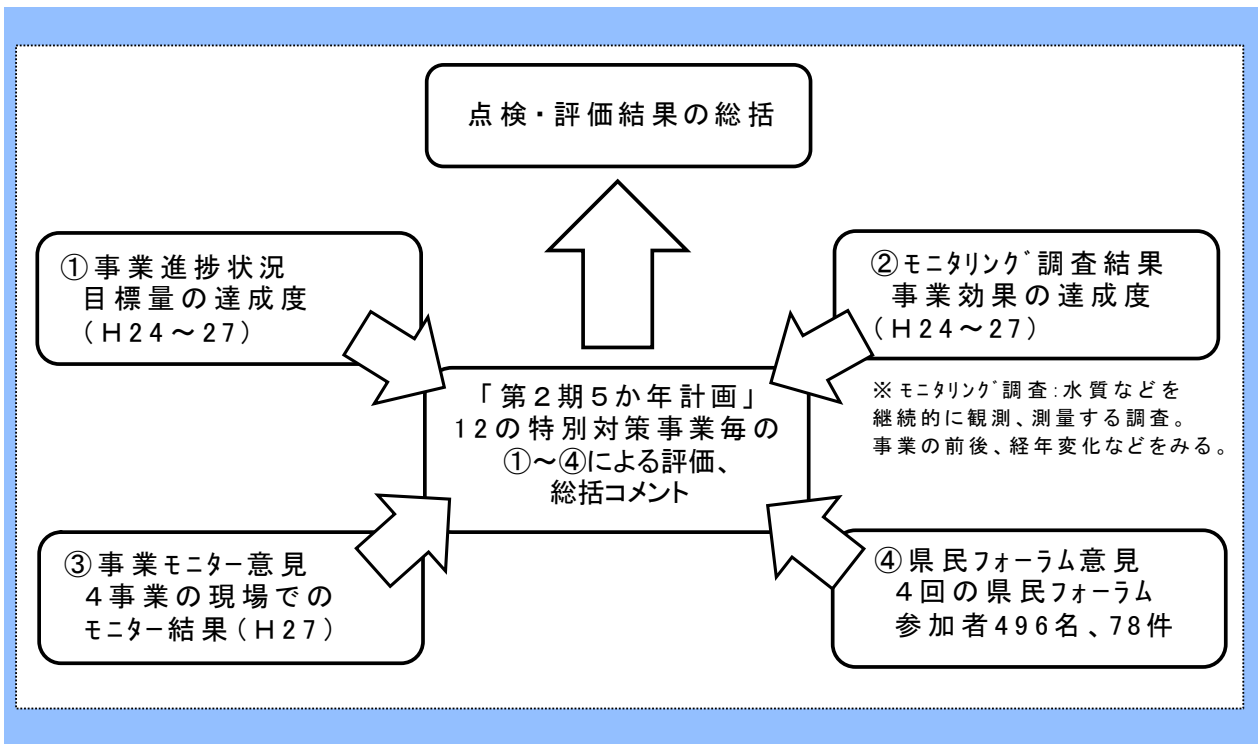 点検・評価結果の総括
①事業進捗状況
目標量の達成度
(H24~27)
②モニタリング調査結果
事業効果の達成度
(H24~27)
※モニタリング調査:水質などを
継続的に観測、測量する調査。
事業の前後、経年変化などをみる。
「第2期5か年計画」
12の特別対策事業毎の
①~④による評価、
総括コメント
③事業モニター意見
4事業の現場での
モニター結果(H27)
④県民フォーラム意見
4回の県民フォーラム
参加者496名、78件